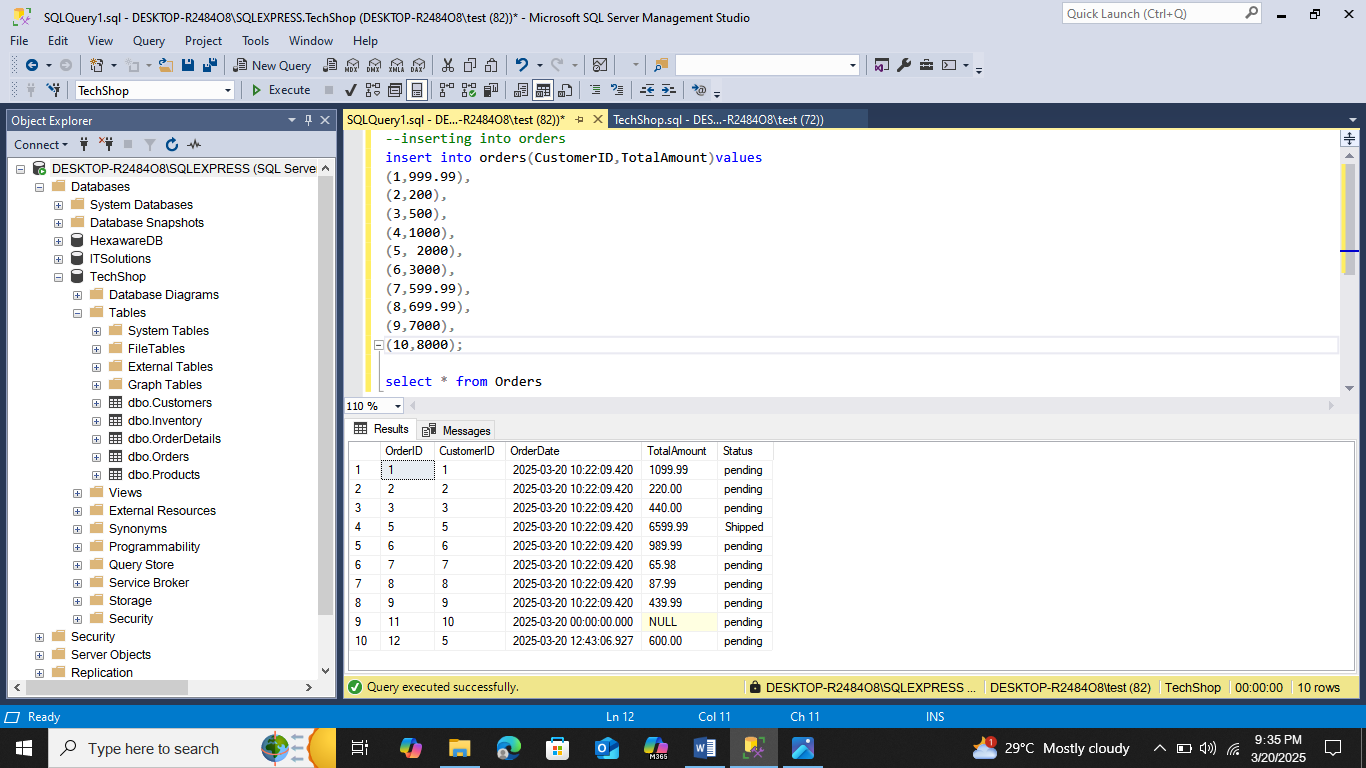 SQLQuery1.sql - DESKTOP-R2484O8\SQLEXPRESS.TechShop (DESKTOP-R2484O8\test (82))* - Microsoft SQL Server Management Studio
Quick Launch (Ctrl+Q)
File Edit View Query Project Tools Window Help
New Query MDX DMX XMLA DAX
TechShop Execute
Object Explorer
Connect
DESKTOP-R2484O8\SQLEXPRESS (SQL Serve
Databases
System Databases
Database Snapshots
HexawareDB
ITSolutions
TechShop
Database Diagrams
Tables
System Tables
FileTables
External Tables
Graph Tables
dbo.Customers
dbo.Inventory
dbo.OrderDetails
dbo.Orders
dbo.Products
Views
External Resources
Synonyms
Programmability
Query Store
Service Broker
Storage
Security
Security
Server Objects
Replication
SQLQuery1.sql - DE...-R2484O8\test (82))* TechShop.sql - DES...-R2484O8\test (72))
--inserting into orders
insert into orders(CustomerID,TotalAmount)values
(1,999.99),
(2,200),
(3,500),
(4,1000),
(5, 2000),
(6,3000),
(7,599.99),
(8,699.99),
(9,7000),
(10,8000);
select * from Orders
110 %
Results Messages
OrderID CustomerID OrderDate TotalAmount Status
1 1 1 2025-03-20 10:22:09.420 1099.99 pending
2 2 2 2025-03-20 10:22:09.420 220.00 pending
3 3 3 2025-03-20 10:22:09.420 440.00 pending
4 5 5 2025-03-20 10:22:09.420 6599.99 Shipped
5 6 6 2025-03-20 10:22:09.420 989.99 pending
6 7 7 2025-03-20 10:22:09.420 65.98 pending
7 8 8 2025-03-20 10:22:09.420 87.99 pending
8 9 9 2025-03-20 10:22:09.420 439.99 pending
9 11 10 2025-03-20 00:00:00.000 NULL pending
10 12 5 2025-03-20 12:43:06.927 600.00 pending
Query executed successfully. DESKTOP-R2484O8\SQLEXPRESS ... DESKTOP-R2484O8\test (82) TechShop 00:00:00 10 rows
Ready Ln 12 Col 11 Ch 11 INS
Type here to search M365 1 29°C Mostly cloudy 9:35 PM
3/20/2025